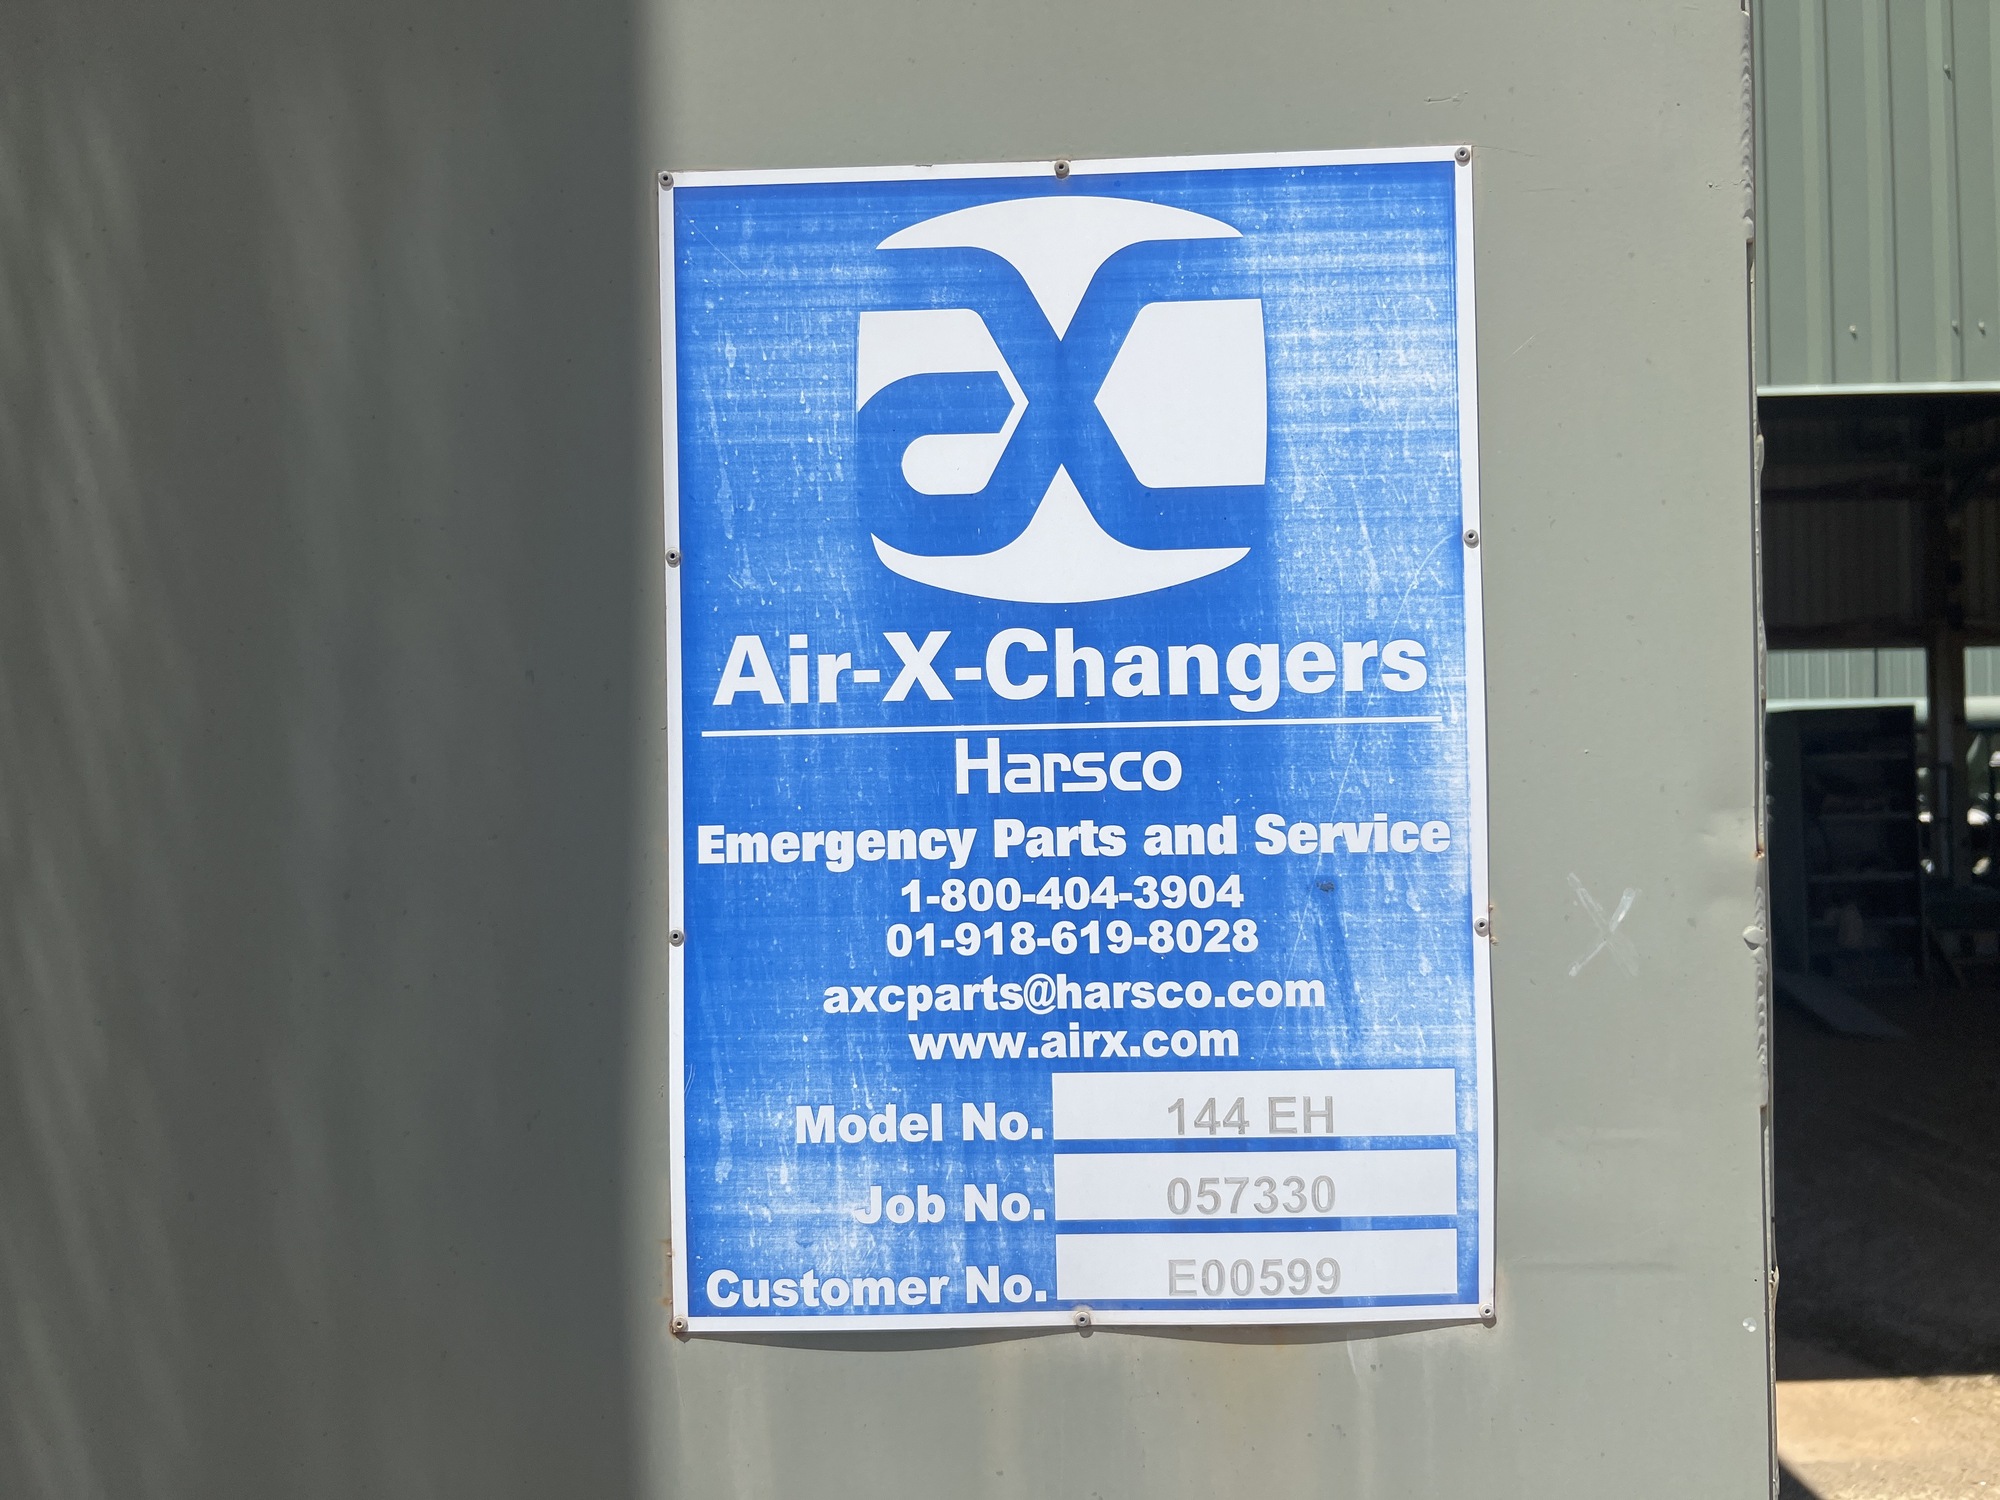 aX
Air-X-Changers
Harsco
Emergency Parts and Service
1-800-404-3904
01-918-619-8028
axcparts@harsco.com
www.airx.com
Model No. 144 EH
Job No. 057330
Customer No. E00599